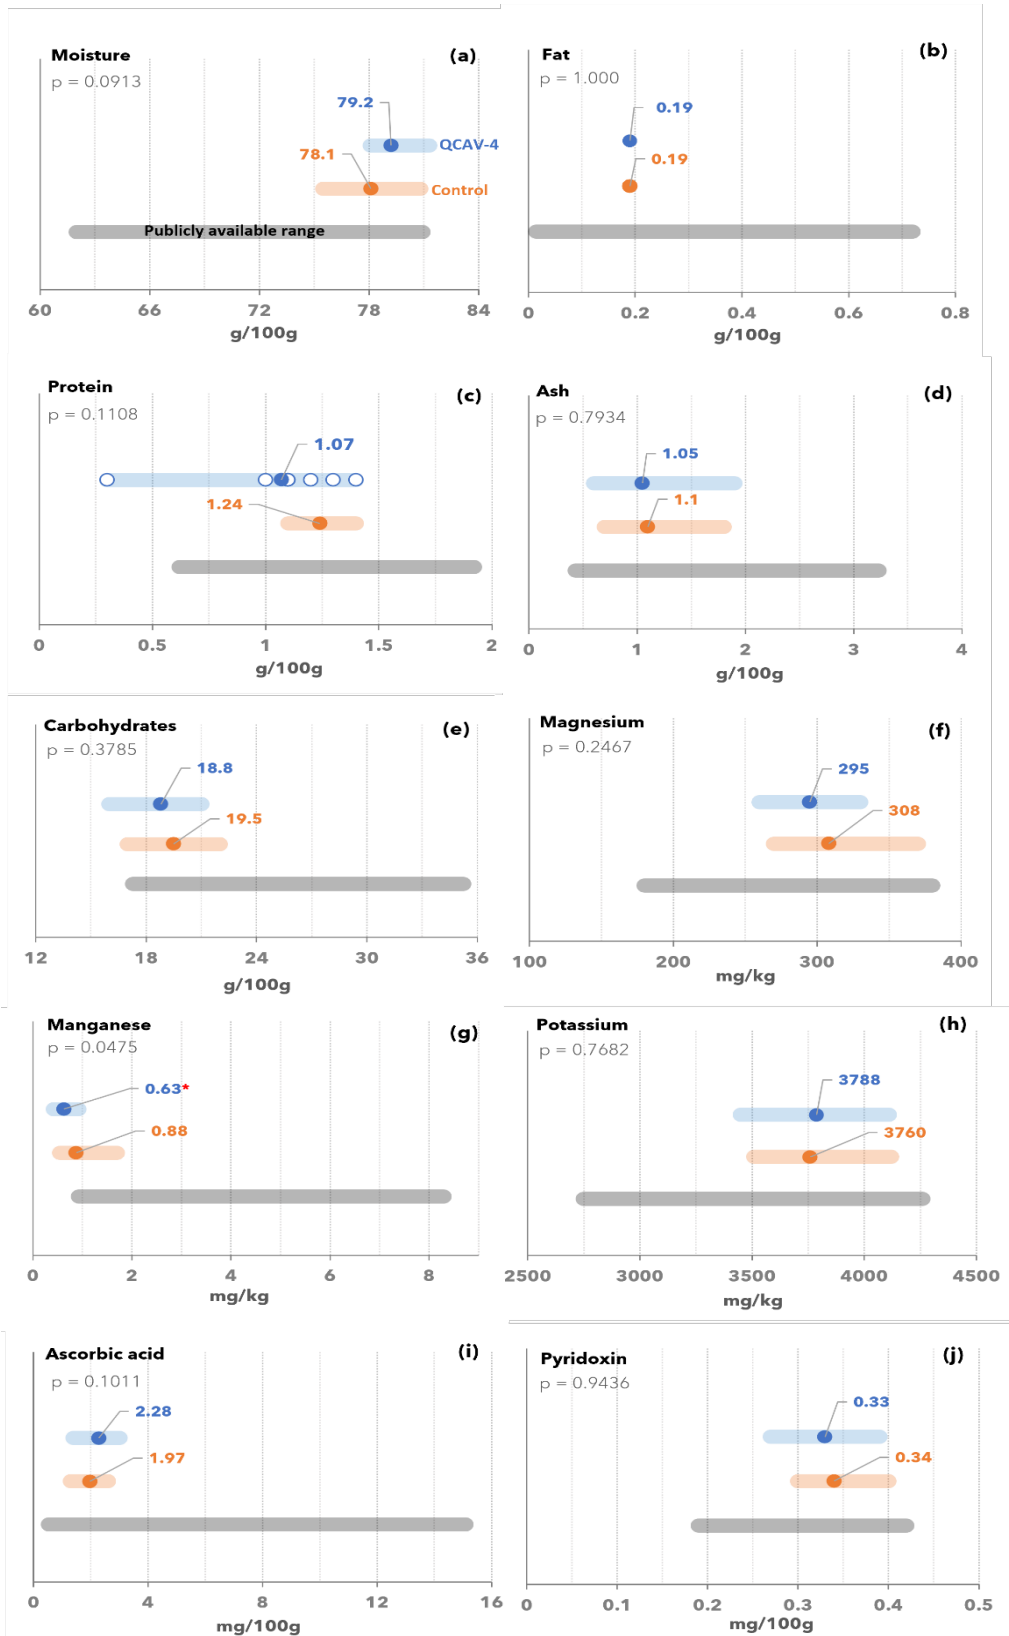 Moisture
(a)
p = 0.0913
79.2
QCAV-4
78.1
Control
Publicly available range
60 66 72 78 84
g/100g
Fat
(b)
p = 1.000
0.19
0.19
0 0.2 0.4 0.6 0.8
g/100g
Protein
(c)
p = 0.1108
1.07
1.24
0 0.5 1 1.5 2
g/100g
Ash
(d)
p = 0.7934
1.05
1.1
0 1 2 3 4
g/100g
Carbohydrates
(e)
p = 0.3785
18.8
19.5
12 18 24 30 36
g/100g
Magnesium
(f)
p = 0.2467
295
308
100 200 300 400
mg/kg
Manganese
(g)
p = 0.0475
0.63*
0.88
0 2 4 6 8
mg/kg
Potassium
(h)
p = 0.7682
3788
3760
2500 3000 3500 4000 4500
mg/kg
Ascorbic acid
(i)
p = 0.1011
2.28
1.97
0 4 8 12 16
mg/100g
Pyridoxin
(j)
p = 0.9436
0.33
0.34
0 0.1 0.2 0.3 0.4 0.5
mg/100g